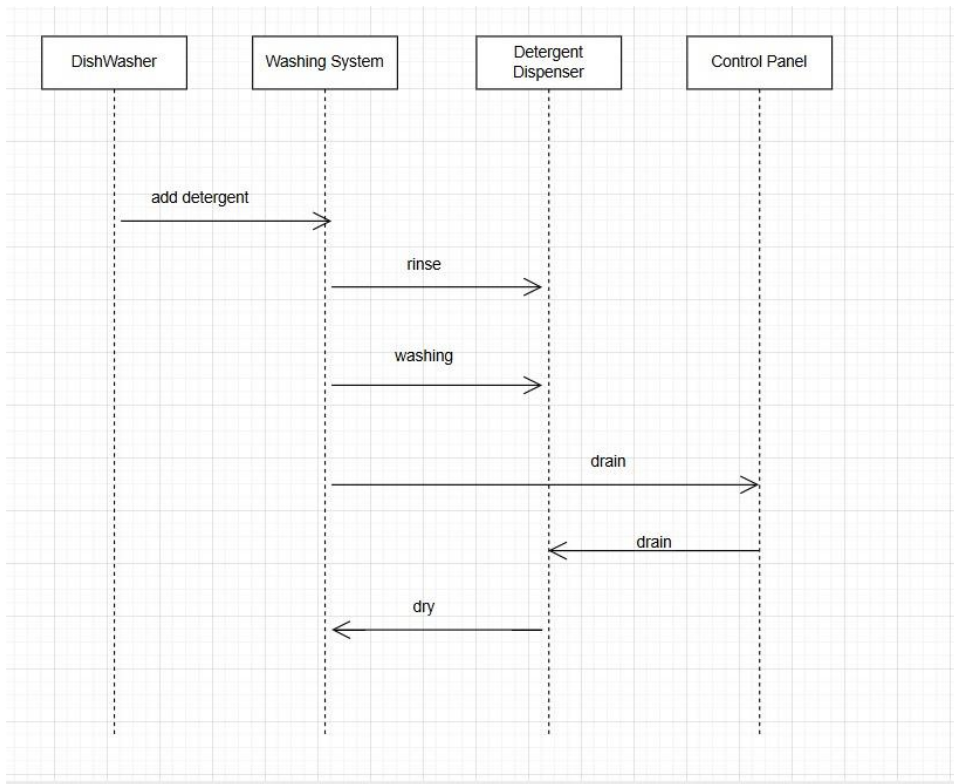 DishWasher
Washing System
Detergent
Dispenser
Control Panel
add detergent
rinse
washing
drain
drain
dry